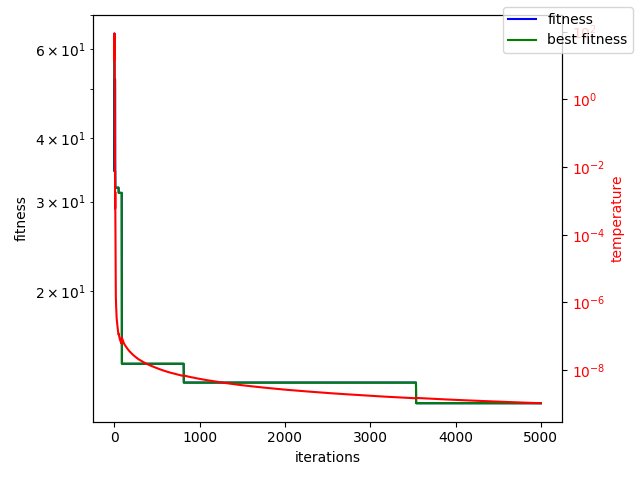 fitness
best fitness
6 × 10¹
4 × 10¹
3 × 10¹
2 × 10¹
fitness
10²
10⁰
10⁻²
10⁻⁴
10⁻⁶
10⁻⁸
temperature
0
1000
2000
3000
4000
5000
iterations